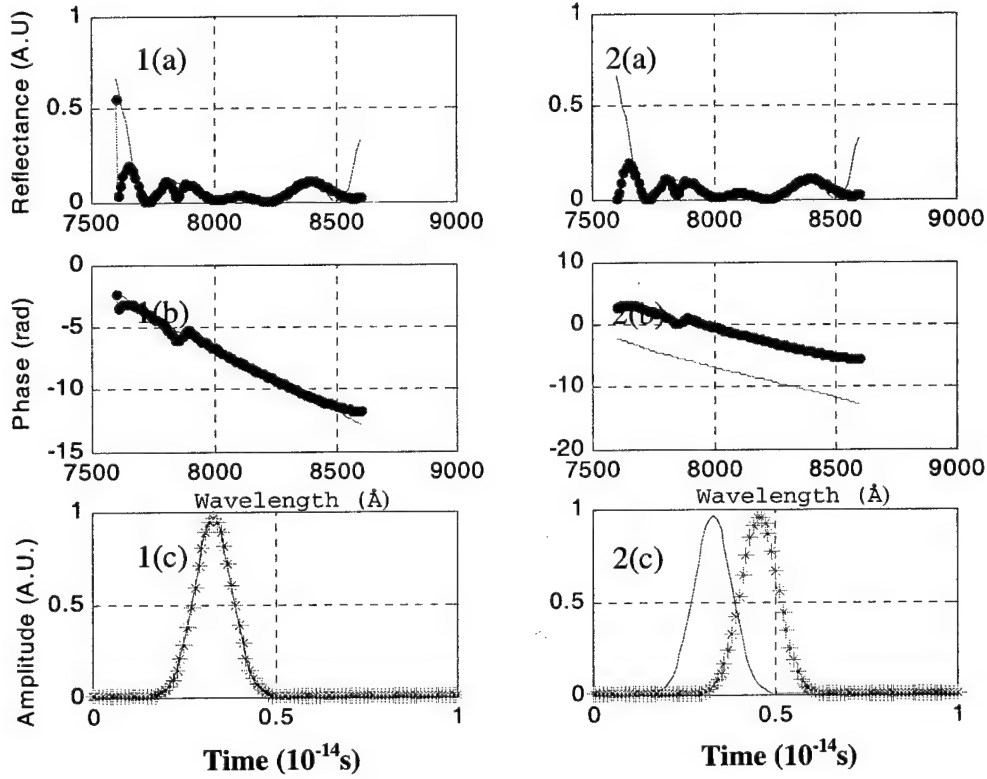 1
Reflectance (A.U)
1(a)
0.5
0
7500 8000 8500 9000
0
Phase (rad)
1(b)
-5
-10
-15
7500 8000 8500 9000
Wavelength (Å)
1
Amplitude (A.U.)
1(c)
0.5
0
0 0.5 1
Time (10⁻¹⁴s)
1
2(a)
0.5
0
7500 8000 8500 9000
10
2(b)
0
-10
-20
7500 8000 8500 9000
Wavelength (Å)
1
2(c)
0.5
0
0 0.5 1
Time (10⁻¹⁴s)